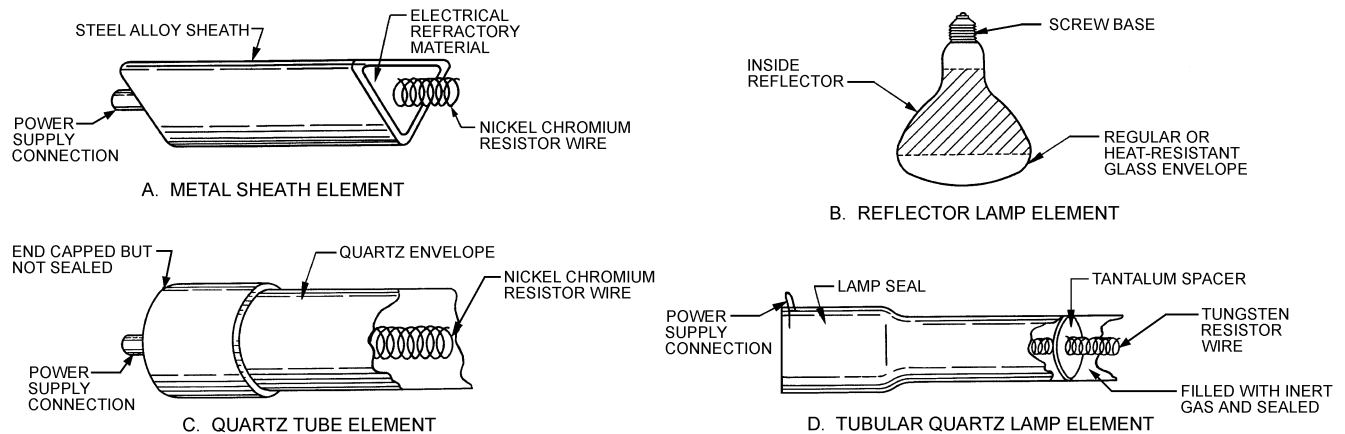 STEEL ALLOY SHEATH
ELECTRICAL
REFRACTORY
MATERIAL
POWER
SUPPLY
CONNECTION
NICKEL CHROMIUM
RESISTOR WIRE
A. METAL SHEATH ELEMENT
SCREW BASE
INSIDE
REFLECTOR
REGULAR OR
HEAT-RESISTANT
GLASS ENVELOPE
B. REFLECTOR LAMP ELEMENT
END CAPPED BUT
NOT SEALED
QUARTZ ENVELOPE
NICKEL CHROMIUM
RESISTOR WIRE
POWER
SUPPLY
CONNECTION
C. QUARTZ TUBE ELEMENT
LAMP SEAL
TANTALUM SPACER
POWER
SUPPLY
CONNECTION
TUNGSTEN
RESISTOR
WIRE
FILLED WITH INERT
GAS AND SEALED
D. TUBULAR QUARTZ LAMP ELEMENT